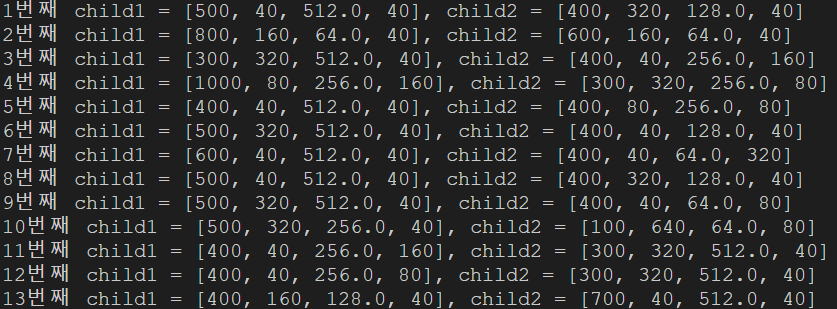 1번째 child1 = [500, 40, 512.0, 40], child2 = [400, 320, 128.0, 40]
2번째 child1 = [800, 160, 64.0, 40], child2 = [600, 160, 64.0, 40]
3번째 child1 = [300, 320, 512.0, 40], child2 = [400, 40, 256.0, 160]
4번째 child1 = [1000, 80, 256.0, 160], child2 = [300, 320, 256.0, 80]
5번째 child1 = [400, 40, 512.0, 40], child2 = [400, 80, 256.0, 80]
6번째 child1 = [500, 320, 512.0, 40], child2 = [400, 40, 128.0, 40]
7번째 child1 = [600, 40, 512.0, 40], child2 = [400, 40, 64.0, 320]
8번째 child1 = [500, 40, 512.0, 40], child2 = [400, 320, 128.0, 40]
9번째 child1 = [500, 320, 512.0, 40], child2 = [400, 40, 64.0, 80]
10번째 child1 = [500, 320, 256.0, 40], child2 = [100, 640, 64.0, 80]
11번째 child1 = [400, 40, 256.0, 160], child2 = [300, 320, 512.0, 40]
12번째 child1 = [400, 40, 256.0, 80], child2 = [300, 320, 512.0, 40]
13번째 child1 = [400, 160, 128.0, 40], child2 = [700, 40, 512.0, 40]